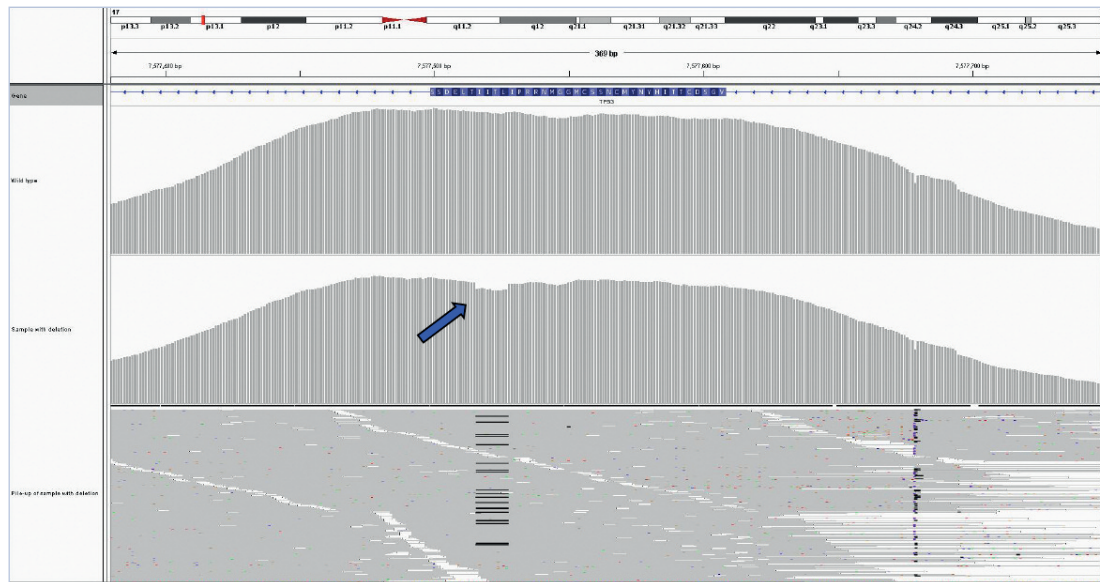 17
p13.3 p13.2 p13.1 p12 p11.2 p11.1 q11.2 q12 q21.1 q21.31 q21.32 q21.33 q22 q23.1 q23.3 q24.2 q24.3 q25.1 q25.2 q25.3
369 bp
7,577,400 bp 7,577,500 bp 7,577,600 bp 7,577,700 bp
Gene
S S D E L T I I T L I P R R N M G G M C S S N C M Y N Y H I T T C D S G V
TP53
Wild type
Sample with deletion
Pile-up of sample with deletion